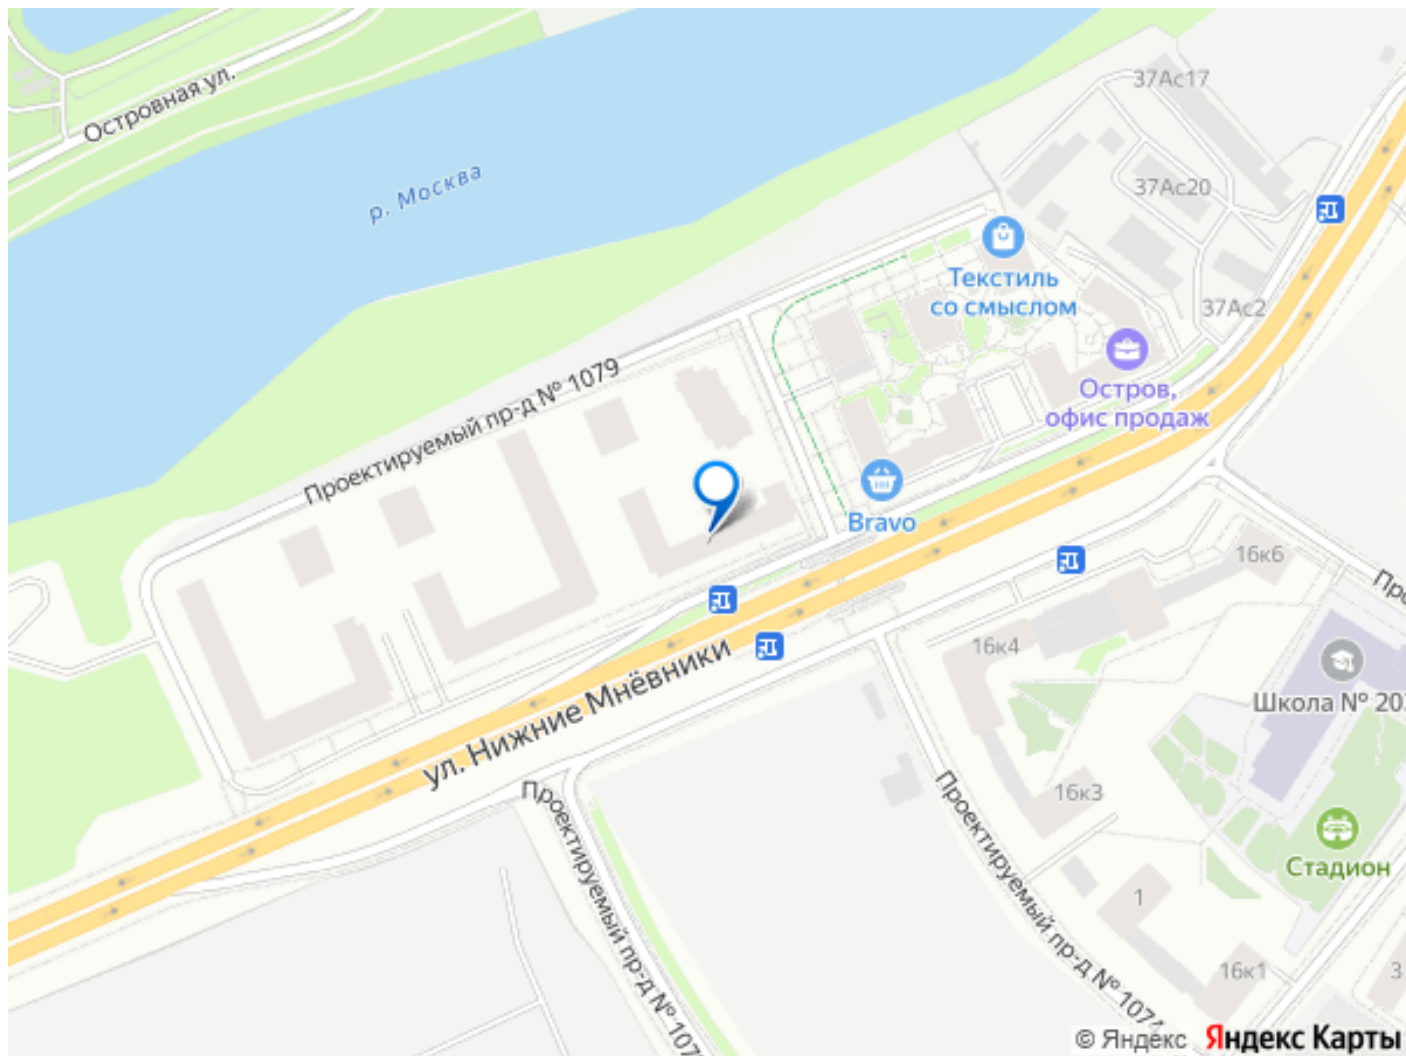 Островная ул.
р. Москва
37Ас17
37Ас20
Текстиль
со смыслом
37Ас2
Остров,
офис продаж
Проектируемый пр-д № 1079
Bravo
16к6
16к4
ул. Нижние Мнёвники
Школа № 20
16к3
Проектируемый пр-д № 107
Проектируемый пр-д № 1074
Стадион
1
16к1
3
© Яндекс Яндекс Карты